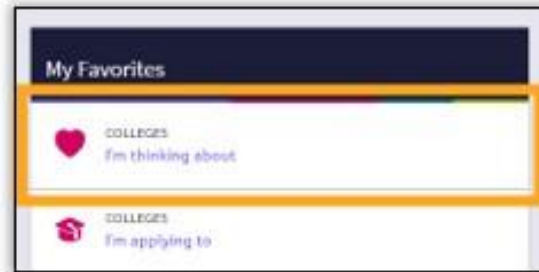 My Favorites
COLLEGES
I'm thinking about
COLLEGES
I'm applying to